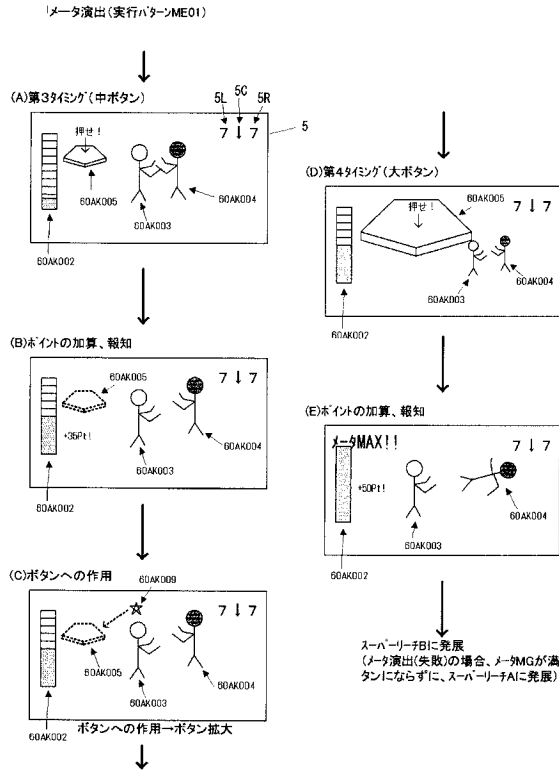 「メータ演出(実行パターンME01)
(A)第3タイミング(中ボタン)
5L
5C
5R
7↓7
5
押せ！
60AK005
60AK004
60AK003
60AK002
(B)ポイントの加算、報知
60AK005
7↓7
+35Pt!
60AK004
60AK003
60AK002
(C)ボタンへの作用
60AK009
7↓7
60AK005
60AK004
60AK003
60AK002
ボタンへの作用→ボタン拡大
(D)第4タイミング(大ボタン)
60AK005
押せ！
7↓7
60AK004
60AK003
60AK002
(E)ポイントの加算、報知
メータMAX!!
7↓7
+50Pt!
60AK004
60AK003
60AK002
スーパーリーチBに発展
(メータ演出(失敗)の場合、メータMGが満
タンにならずに、スーパーリーチAに発展)